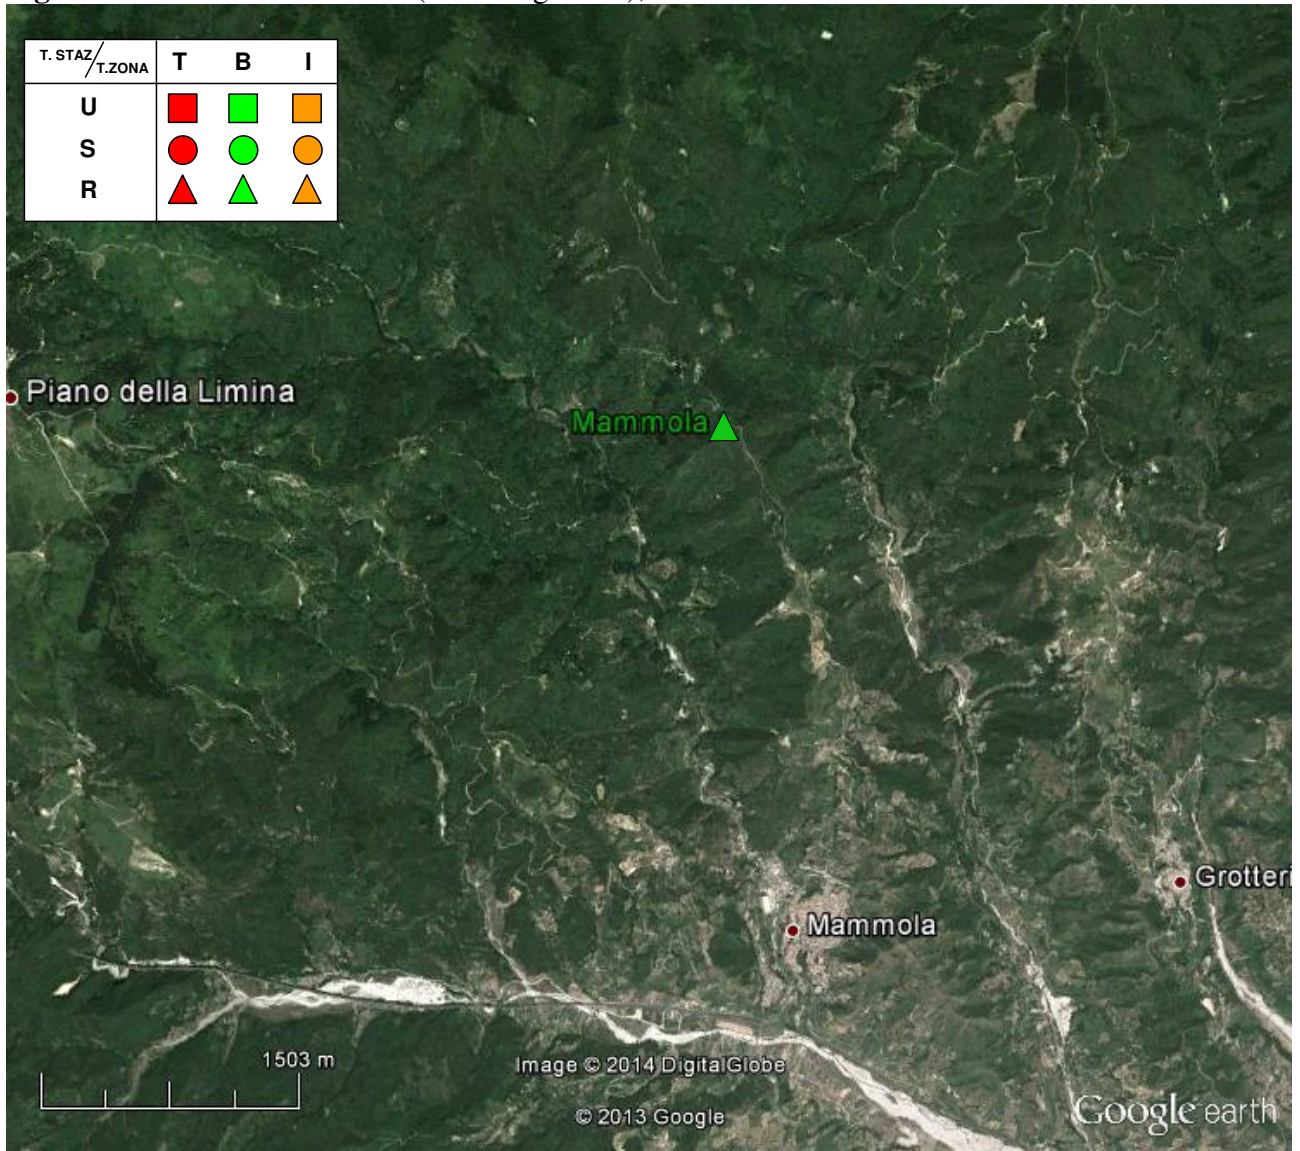 T. STAZ/T.ZONA T B I
U
S
R
Piano della Limina
Mammola
Grotteri
Mammola
1503 m
Image © 2014 DigitalGlobe
© 2013 Google
Google earth